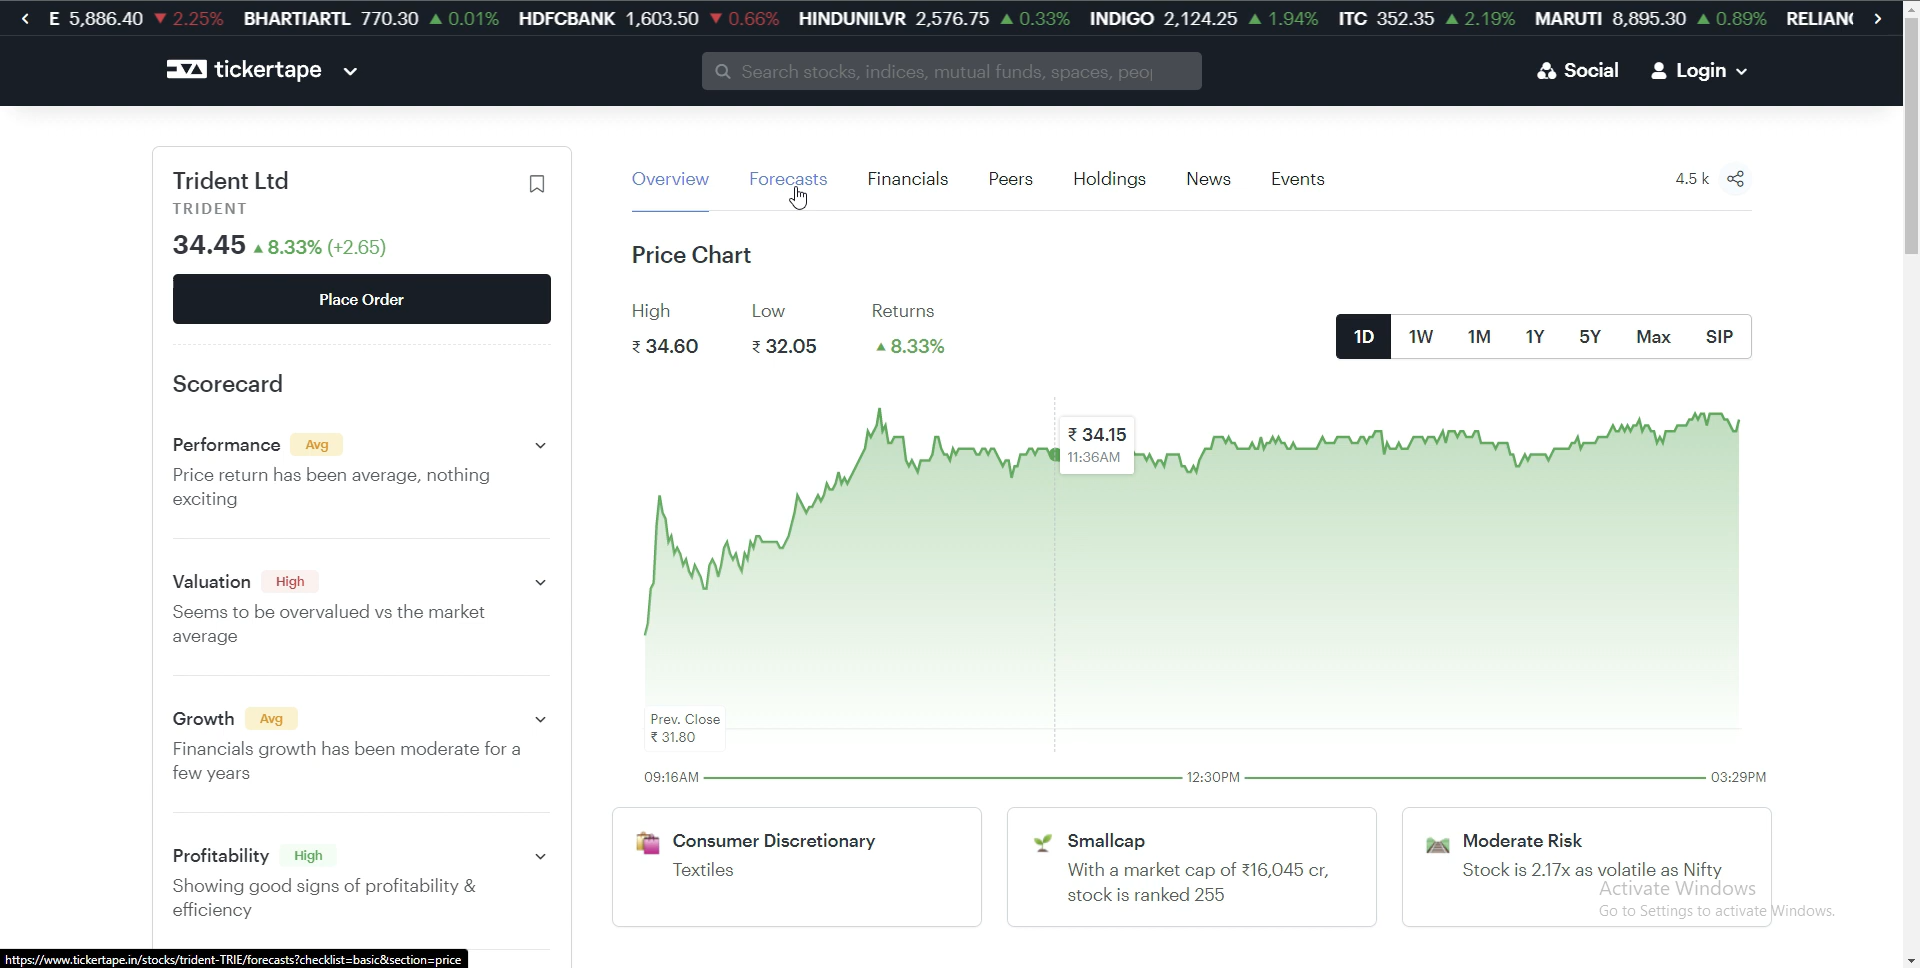 E 5,886.40 ▼ 2.25% BHARTIARTL 770.30 ▲ 0.01% HDFCBANK 1,603.50 ▼ 0.66% HINDUNILVR 2,576.75 ▲ 0.33% INDIGO 2,124.25 ▲ 1.94% ITC 352.35 ▲ 2.19% MARUTI 8,895.30 ▲ 0.89%
tickertape
Search stocks, indices, mutual funds, spaces,
Social
Login
Trident Ltd
TRIDENT
34.45 ▲ 8.33% (+2.65)
Place Order
Scorecard
Performance Avg
Price return has been average, nothing
exciting
Valuation High
Seems to be overvalued vs the market
average
Growth Avg
Financials growth has been moderate for a
few years
Profitability High
Showing good signs of profitability &
efficiency
Overview Forecasts Financials Peers Holdings News Events
4.5 k
Price Chart
High Low Returns
₹ 34.60 ₹ 32.05 ▲ 8.33%
1D 1W 1M 1Y 5Y Max SIP
₹ 34.15
11:36AM
Prev. Close
₹ 31.80
09:16AM 12:30PM 03:29PM
Consumer Discretionary
Textiles
Smallcap
With a market cap of ₹16,045 cr,
stock is ranked 255
Moderate Risk
Stock is 2.17x as volatile as Nifty
Activate Windows
Go to Settings to activate Windows.
https://www.tickertape.in/stocks/trident-TRIE/forecasts?checklist=basic&section=price